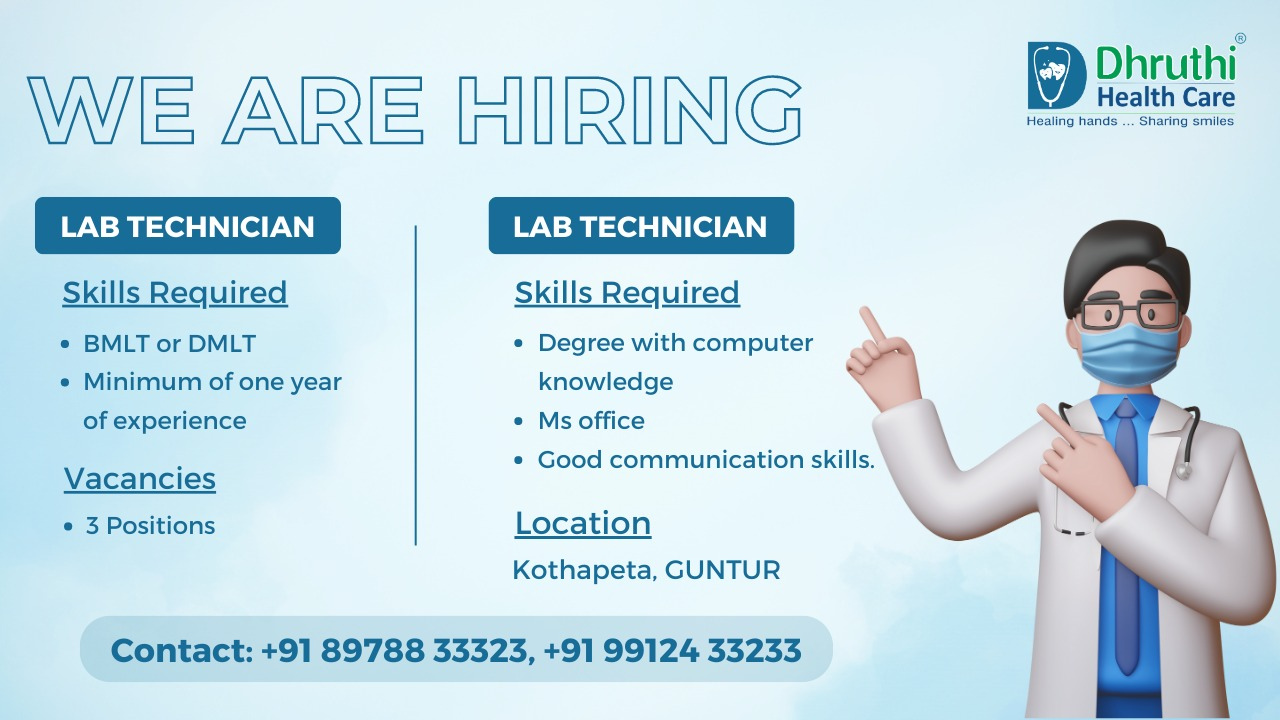 WE ARE HIRING
Dhruthi®
Health Care
Healing hands ... Sharing smiles
LAB TECHNICIAN
Skills Required
• BMLT or DMLT
• Minimum of one year
of experience
Vacancies
• 3 Positions
LAB TECHNICIAN
Skills Required
• Degree with computer
knowledge
• Ms office
• Good communication skills.
Location
Kothapeta, GUNTUR
Contact: +91 89788 33323, +91 99124 33233